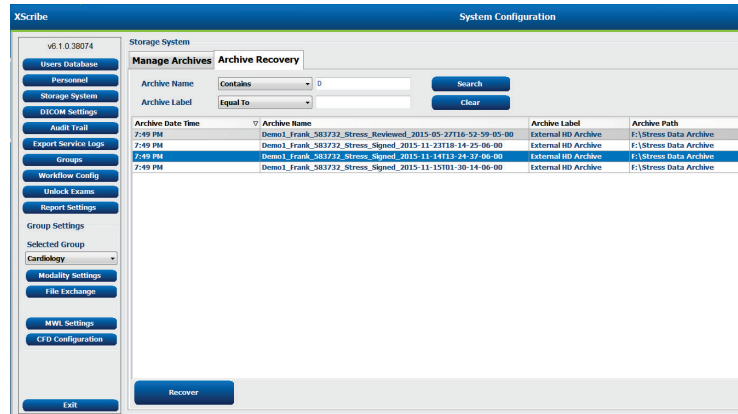 XScribe System Configuration
v6.1.0.38074
Users Database
Personnel
Storage System
DICOM Settings
Audit Trail
Export Service Logs
Groups
Workflow Config
Unlock Exams
Report Settings
Group Settings
Selected Group
Cardiology
Modality Settings
File Exchange
MWL Settings
CFD Configuration
Exit
Storage System
Manage Archives Archive Recovery
Archive Name Contains D Search
Archive Label Equal To Clear
Archive Date Time Archive Name Archive Label Archive Path
7:49 PM Demo1_Frank_583732_Stress_Reviewed_2015-05-27T16-52-59-05-00 External HD Archive F:\Stress Data Archive
7:49 PM Demo1_Frank_583732_Stress_Signed_2015-11-23T18-14-25-06-00 External HD Archive F:\Stress Data Archive
7:49 PM Demo1_Frank_583732_Stress_Signed_2015-11-14T13-24-37-06-00 External HD Archive F:\Stress Data Archive
7:49 PM Demo1_Frank_583732_Stress_Signed_2015-11-15T01-30-14-06-00 External HD Archive F:\Stress Data Archive
Recover